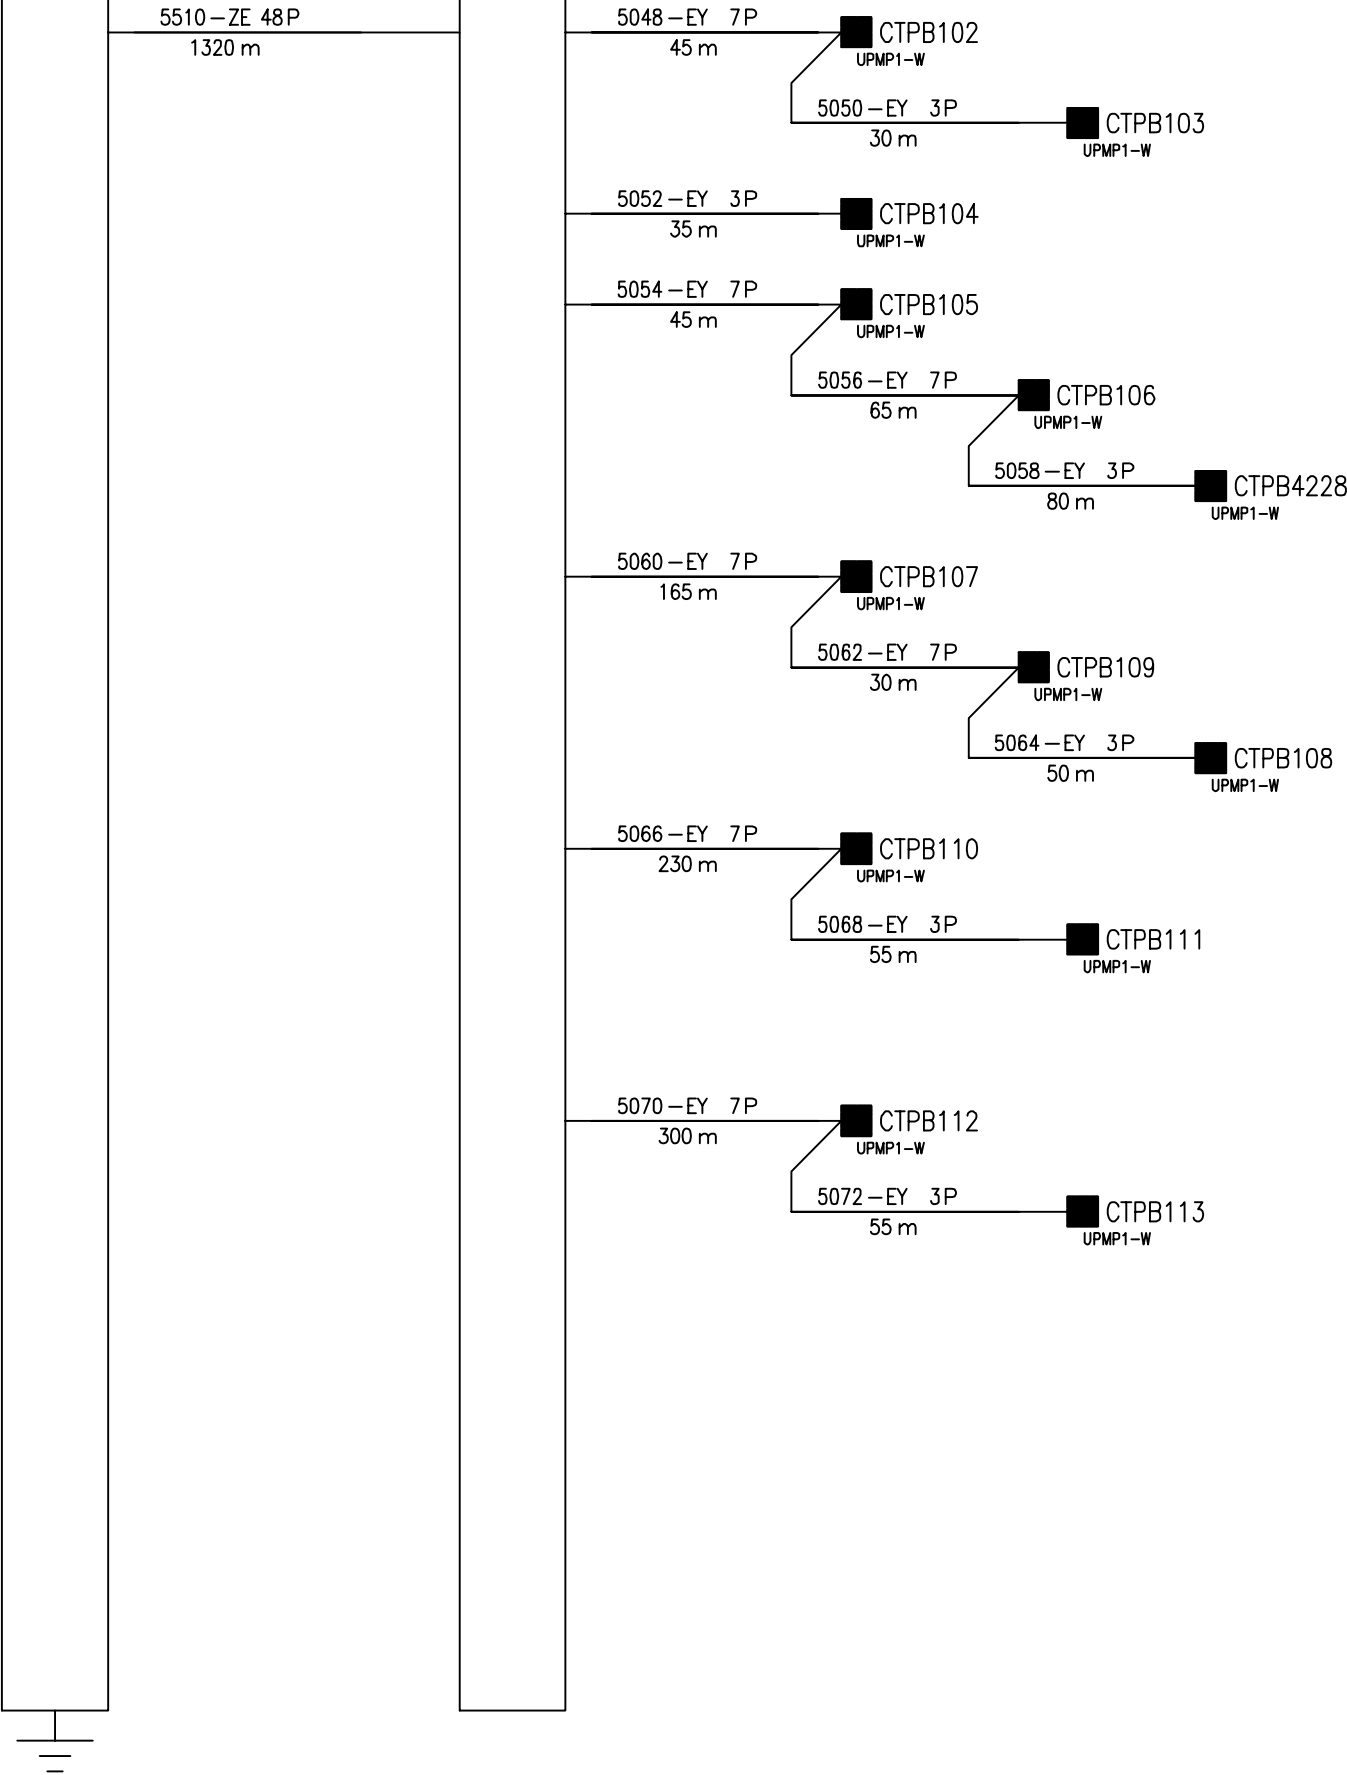 5510-ZE 48P
1320 m
5048-EY 7P
45 m
CTPB102
UPMP1-W
5050-EY 3P
30 m
CTPB103
UPMP1-W
5052-EY 3P
35 m
CTPB104
UPMP1-W
5054-EY 7P
45 m
CTPB105
UPMP1-W
5056-EY 7P
65 m
CTPB106
UPMP1-W
5058-EY 3P
80 m
CTPB4228
UPMP1-W
5060-EY 7P
165 m
CTPB107
UPMP1-W
5062-EY 7P
30 m
CTPB109
UPMP1-W
5064-EY 3P
50 m
CTPB108
UPMP1-W
5066-EY 7P
230 m
CTPB110
UPMP1-W
5068-EY 3P
55 m
CTPB111
UPMP1-W
5070-EY 7P
300 m
CTPB112
UPMP1-W
5072-EY 3P
55 m
CTPB113
UPMP1-W